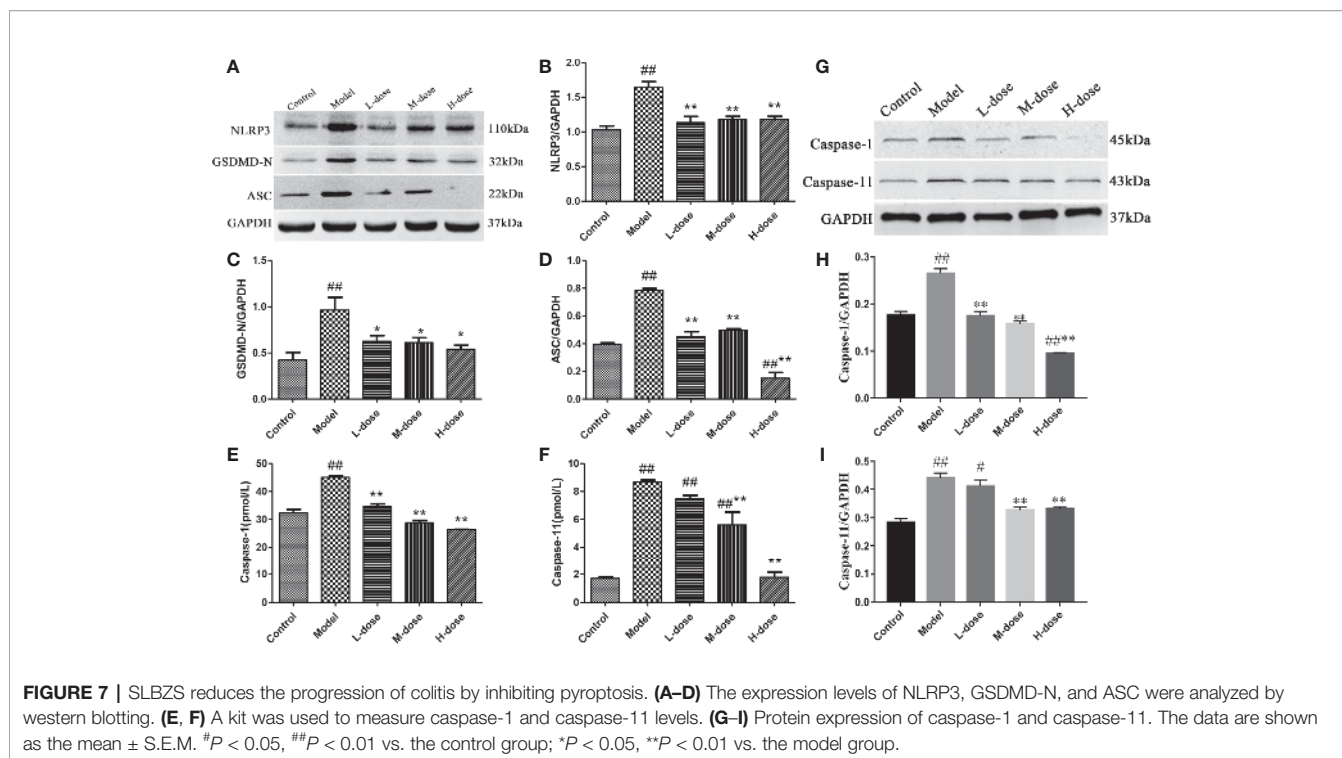 A
Control Model L-dose M-dose H-dose
NLRP3 110kDa
GSDMD-N 32kDa
ASC 22kDa
GAPDH 37kDa
B
NLRP3/GAPDH
2.0
1.5
1.0
0.5
0.0
##
** ** **
Control Model L-dose M-dose H-dose
G
Control Model L-dose M-dose H-dose
Caspase-1 45kDa
Caspase-11 43kDa
GAPDH 37kDa
C
GSDMD-N/GAPDH
1.5
1.0
0.5
0.0
##
* * *
Control Model L-dose M-dose H-dose
D
ASC/GAPDH
1.0
0.8
0.6
0.4
0.2
0.0
##
** ** ##**
Control Model L-dose M-dose H-dose
H
Caspase-1/GAPDH
0.3
0.2
0.1
0.0
##
** ** ##**
Control Model L-dose M-dose H-dose
E
Caspase-1(pmol/L)
50
40
30
20
10
0
##
** ** **
Control Model L-dose M-dose H-dose
F
Caspase-11(pmol/L)
10
8
6
4
2
0
## ## ##** **
Control Model L-dose M-dose H-dose
I
Caspase-11/GAPDH
0.5
0.4
0.3
0.2
0.1
0.0
## # ** **
Control Model L-dose M-dose H-dose
FIGURE 7 | SLBZS reduces the progression of colitis by inhibiting pyroptosis. (A–D) The expression levels of NLRP3, GSDMD-N, and ASC were analyzed by
western blotting. (E, F) A kit was used to measure caspase-1 and caspase-11 levels. (G–I) Protein expression of caspase-1 and caspase-11. The data are shown
as the mean ± S.E.M. #P < 0.05, ##P < 0.01 vs. the control group; *P < 0.05, **P < 0.01 vs. the model group.